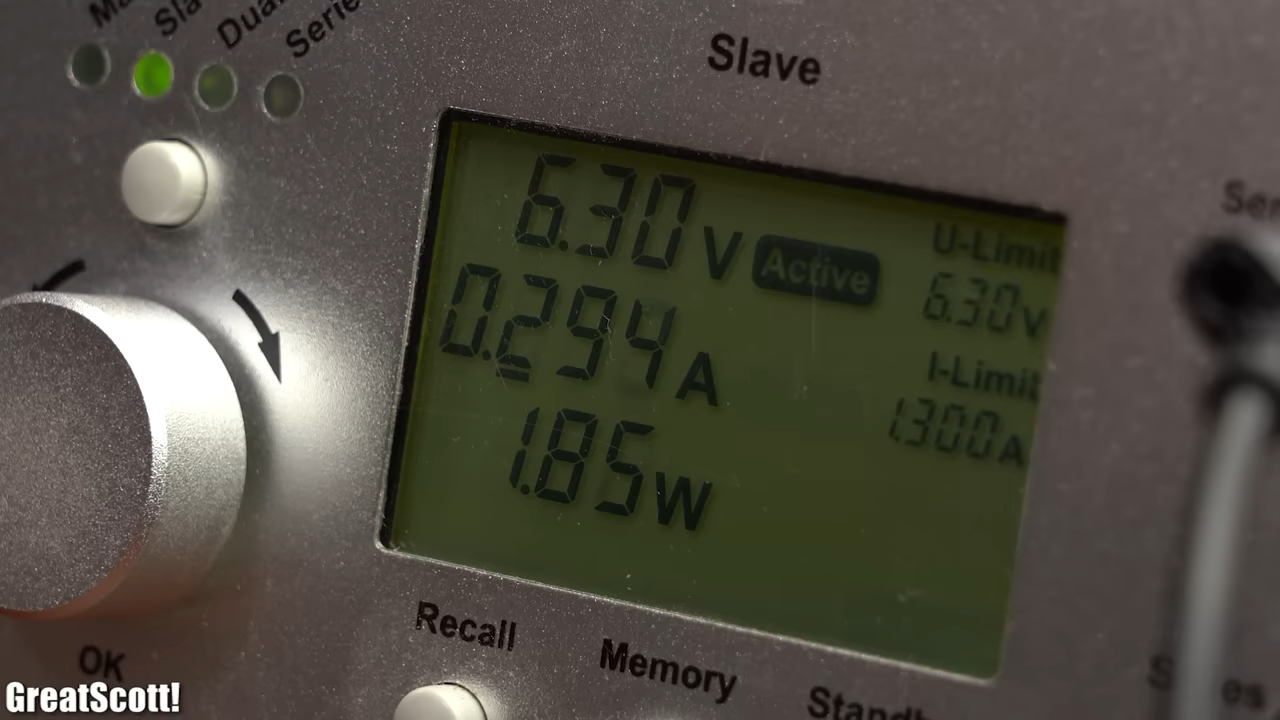 Slave
6.30 V Active
0.294 A
1.85 W
U-Limit
6.30 V
I-Limit
1.300 A
OK
Recall
Memory
GreatScott!